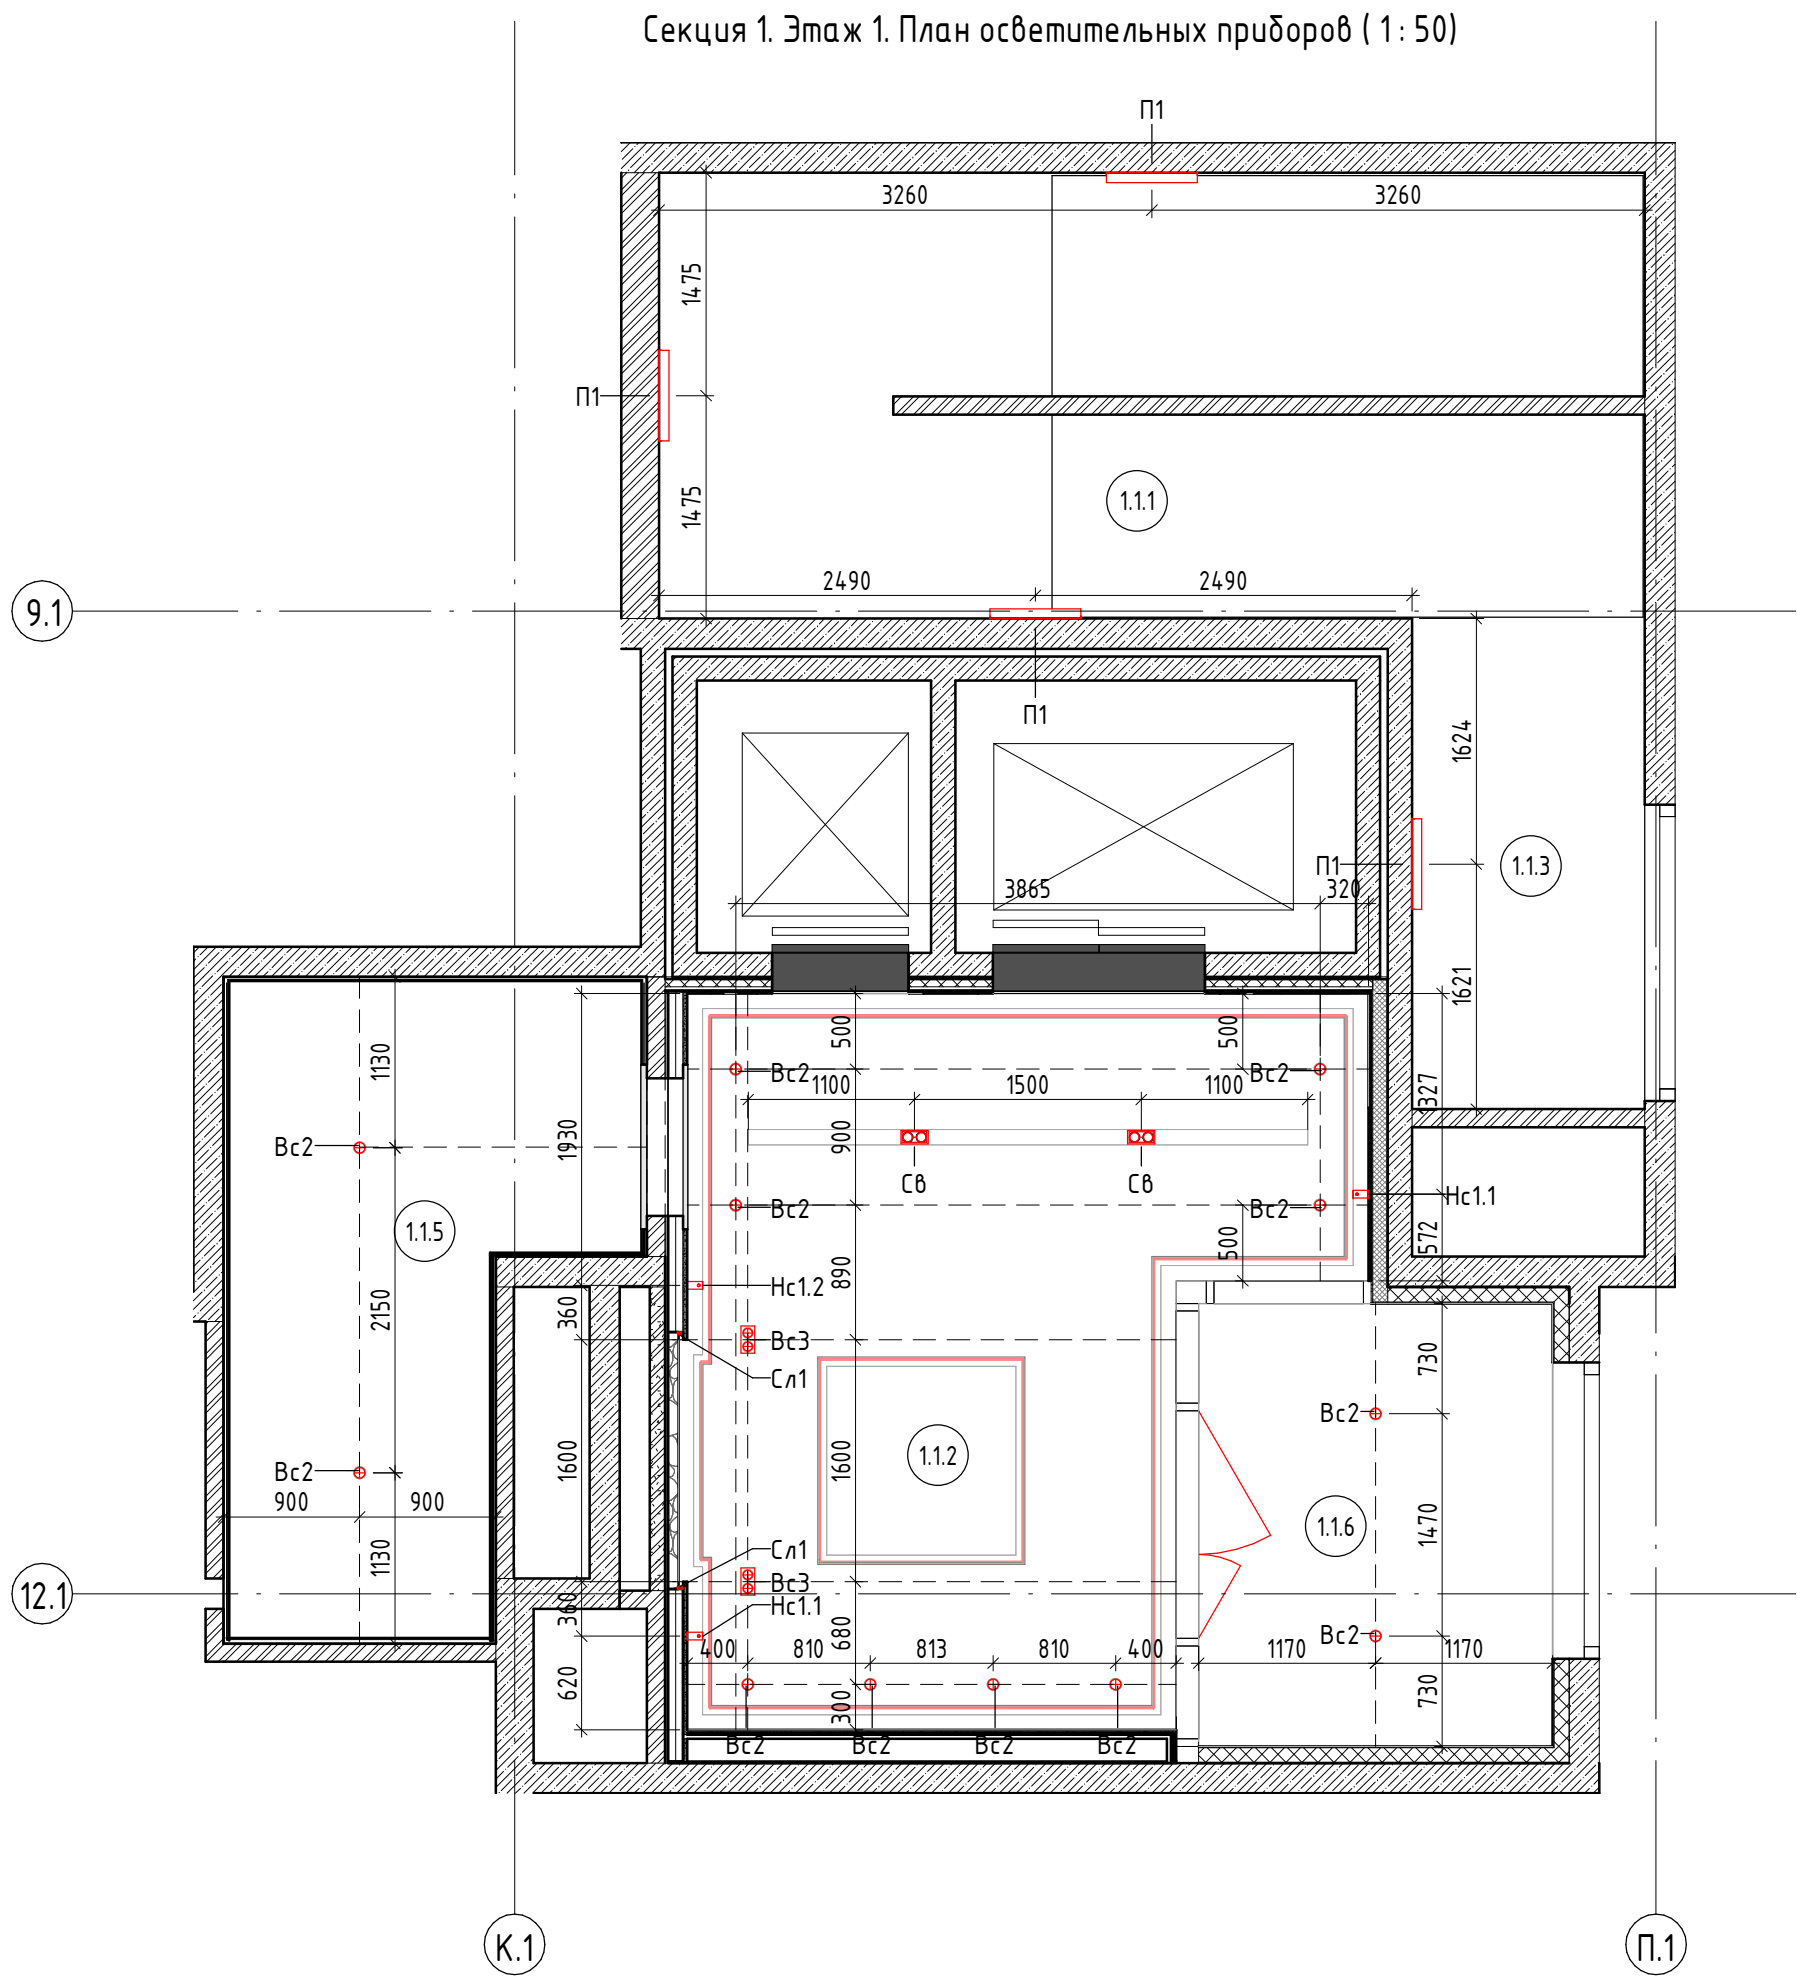 Секция 1. Этаж 1. План осветительных приборов ( 1 : 50)
П1
3260
3260
1475
П1
1.1.1
1475
2490
2490
9.1
П1
1624
П1
1.1.3
3865
320
1621
500
500
1130
Вс2
Вс2
1100
1500
1100
327
1930
900
Вс2
Св
Св
Нс1.1
Вс2
Вс2
1.1.5
500
572
890
Нс1.2
360
2150
Вс3
730
Сл1
Вс2
1.1.2
1600
1600
Вс2
900
900
1470
1.1.6
1130
Сл1
Вс3
12.1
360
Нс1.1
680
Вс2
400
810
813
810
400
1170
1170
620
300
730
Вс2
Вс2
Вс2
Вс2
К.1
П.1